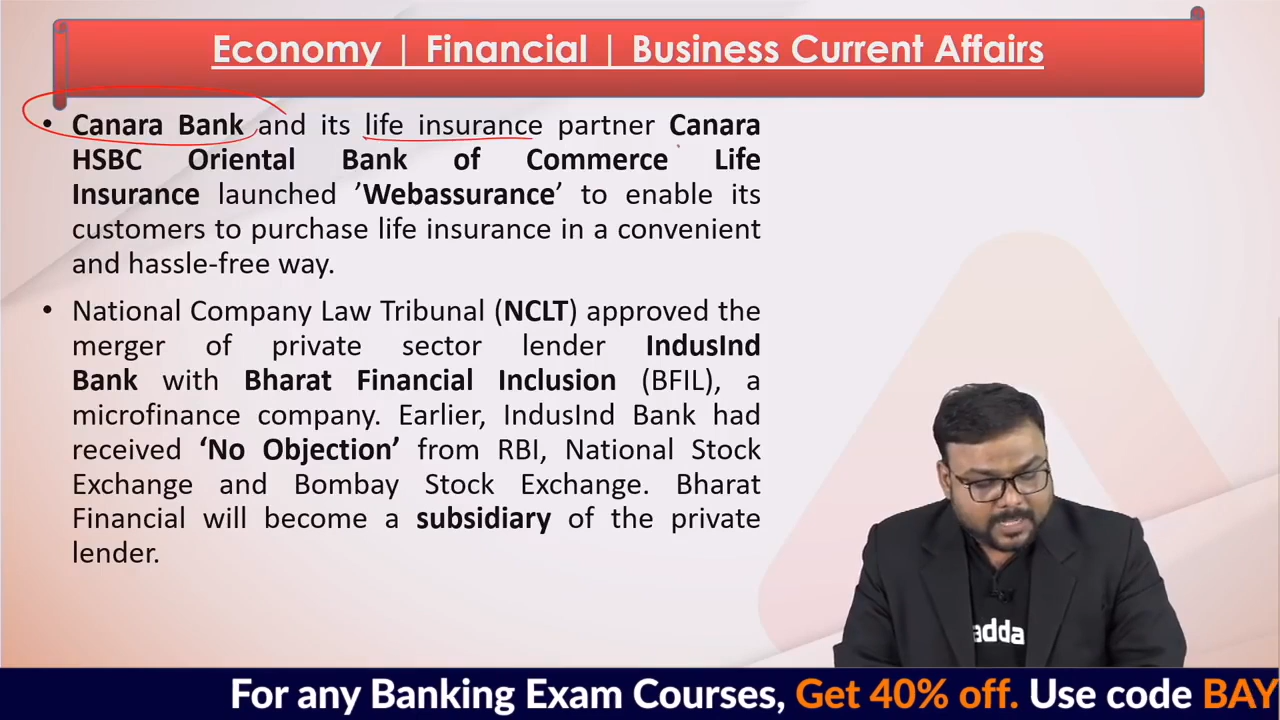 Economy | Financial | Business Current Affairs
• Canara Bank and its life insurance partner Canara
HSBC Oriental Bank of Commerce Life
Insurance launched ’Webassurance’ to enable its
customers to purchase life insurance in a convenient
and hassle-free way.
• National Company Law Tribunal (NCLT) approved the
merger of private sector lender IndusInd
Bank with Bharat Financial Inclusion (BFIL), a
microfinance company. Earlier, IndusInd Bank had
received ‘No Objection’ from RBI, National Stock
Exchange and Bombay Stock Exchange. Bharat
Financial will become a subsidiary of the private
lender.
adda
For any Banking Exam Courses, Get 40% off. Use code BAY